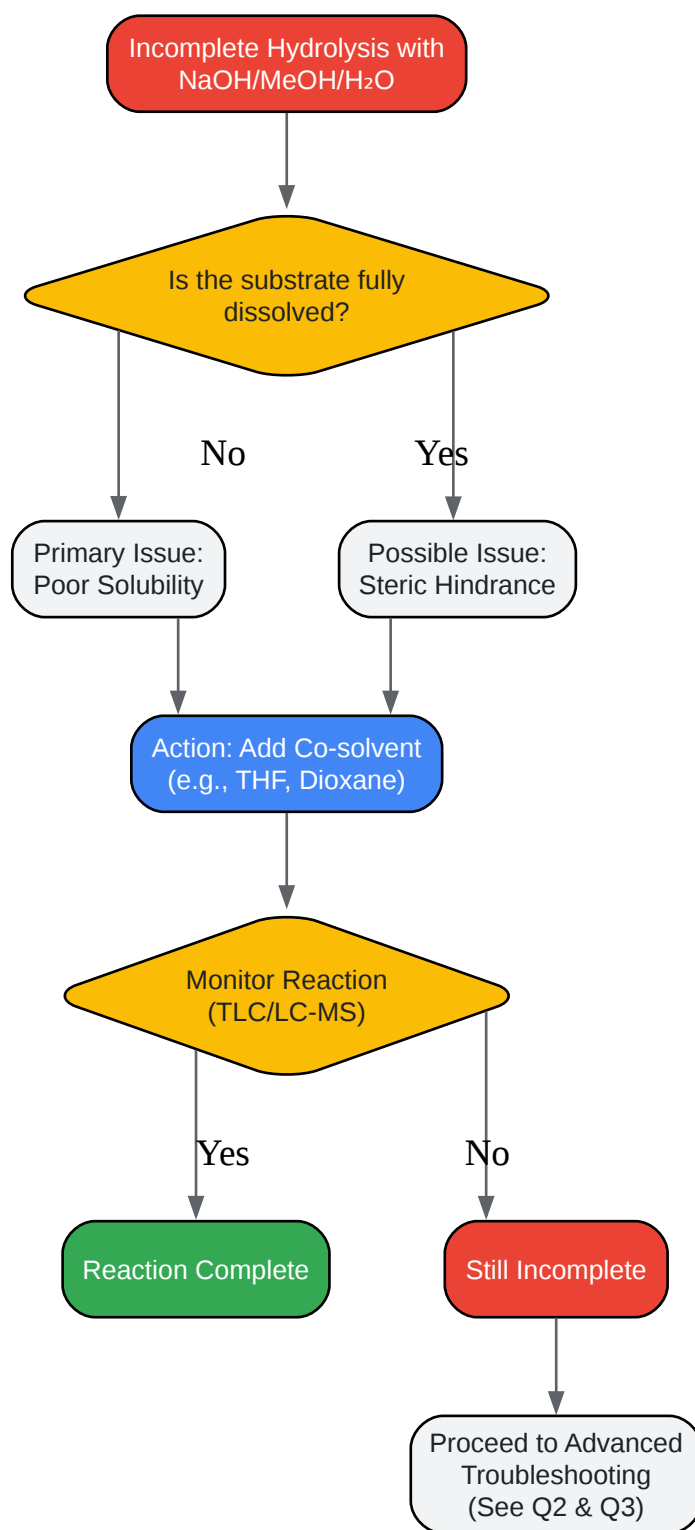 Incomplete Hydrolysis with
NaOH/MeOH/H₂O
Is the substrate fully
dissolved?
No
Yes
Primary Issue:
Poor Solubility
Possible Issue:
Steric Hindrance
Action: Add Co-solvent
(e.g., THF, Dioxane)
Monitor Reaction
(TLC/LC-MS)
Yes
No
Reaction Complete
Still Incomplete
Proceed to Advanced
Troubleshooting
(See Q2 & Q3)